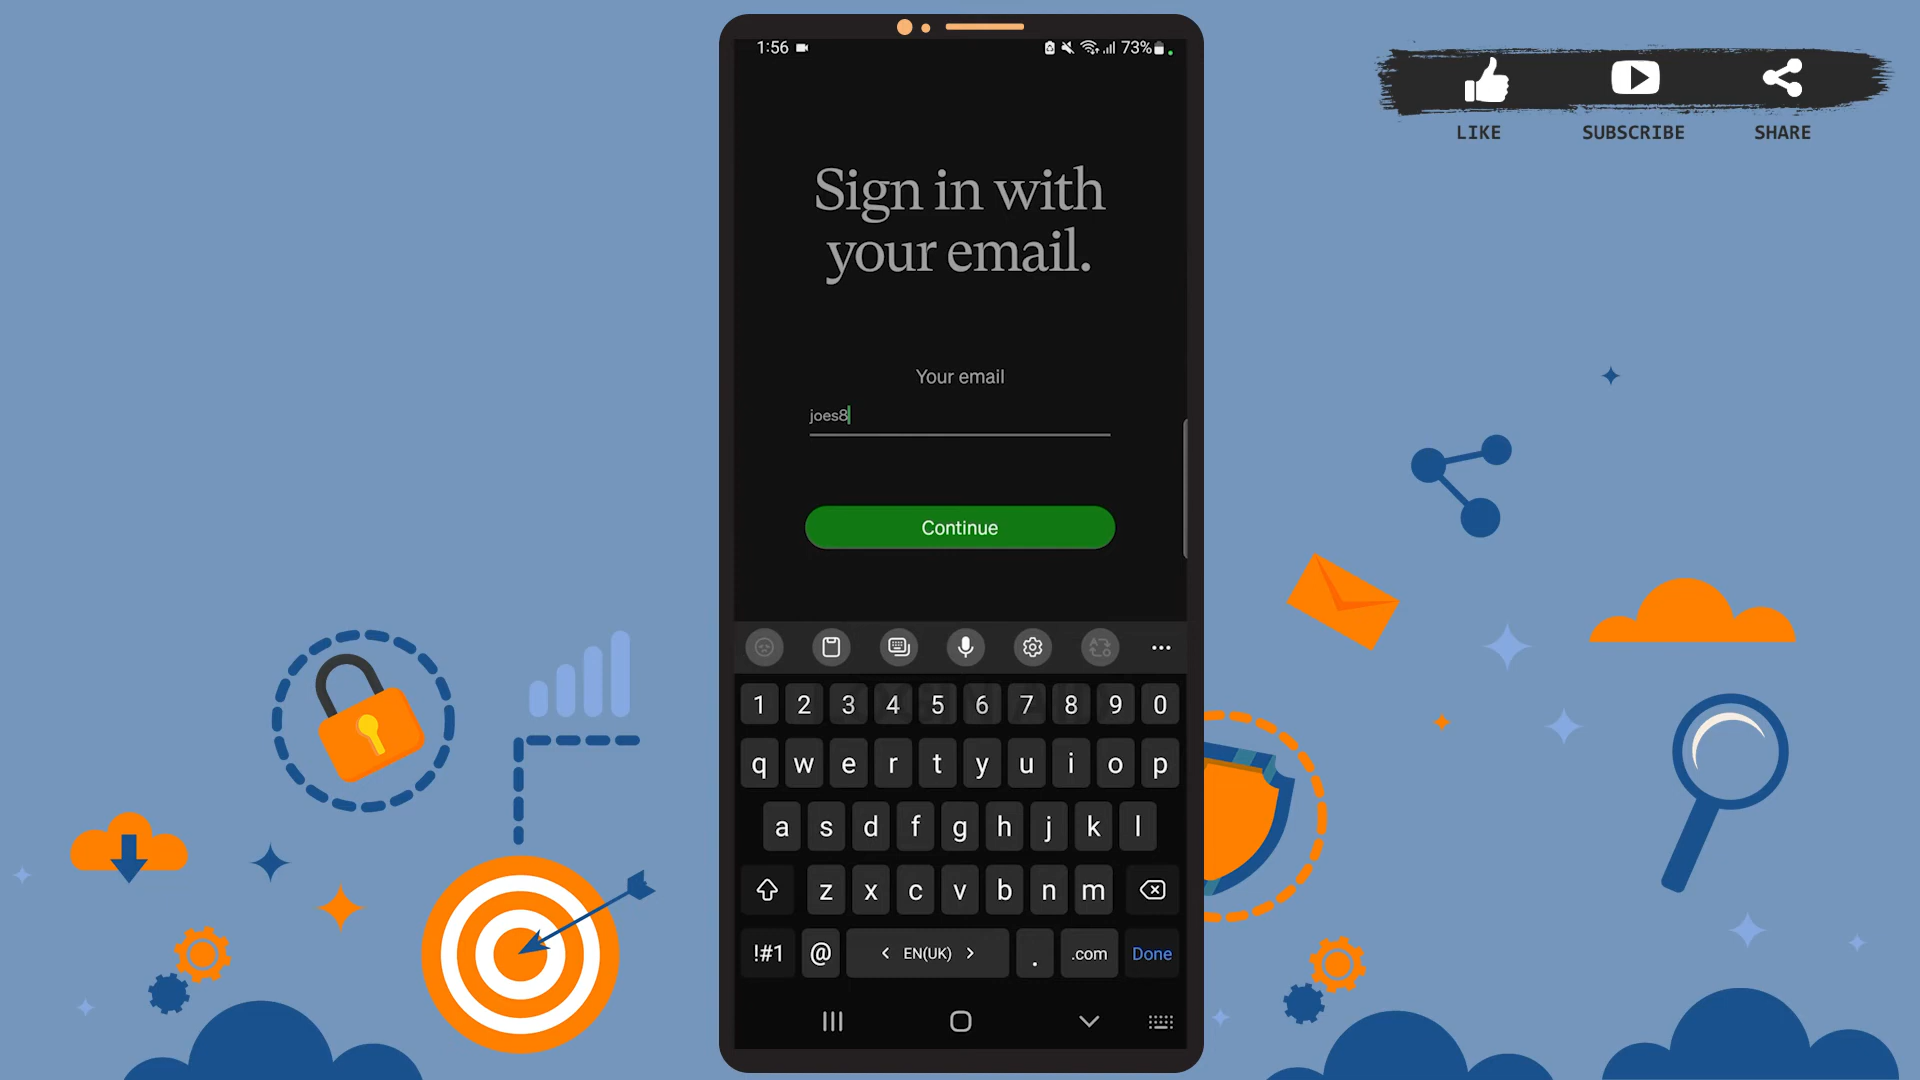 1:56
73%
LIKE
SUBSCRIBE
SHARE
Sign in with
your email.
Your email
joes8
Continue
1 2 3 4 5 6 7 8 9 0
q w e r t y u i o p
a s d f g h j k l
z x c v b n m
!#1 @ < EN(UK) > . .com Done